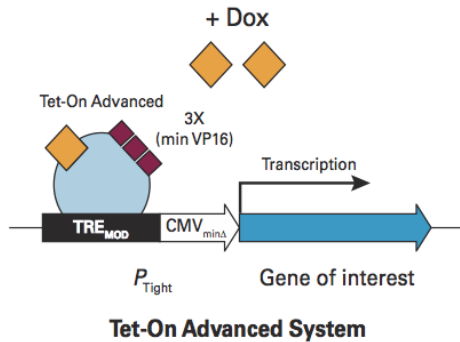 + Dox
Tet-On Advanced
3X
(min VP16)
Transcription
TREMOD
CMVminΔ
PTight
Gene of interest
Tet-On Advanced System